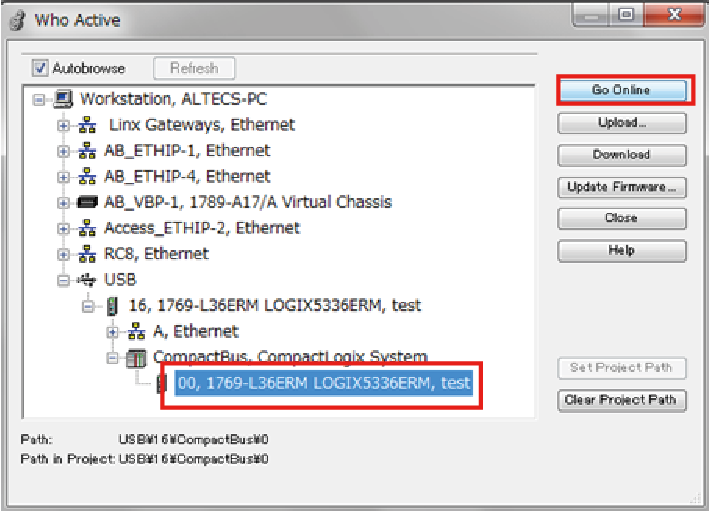 Who Active
Autobrowse
Refresh
Workstation, ALTECS-PC
Linx Gateways, Ethernet
AB_ETHIP-1, Ethernet
AB_ETHIP-4, Ethernet
AB_VBP-1, 1789-A17/A Virtual Chassis
Access_ETHIP-2, Ethernet
RC8, Ethernet
USB
16, 1769-L36ERM LOGIX5336ERM, test
A, Ethernet
CompactBus, CompactLogix System
00, 1769-L36ERM LOGIX5336ERM, test
Go Online
Upload...
Download
Update Firmware...
Close
Help
Set Project Path
Clear Project Path
Path: USB¥16¥CompactBus¥0
Path in Project: USB¥16¥CompactBus¥0